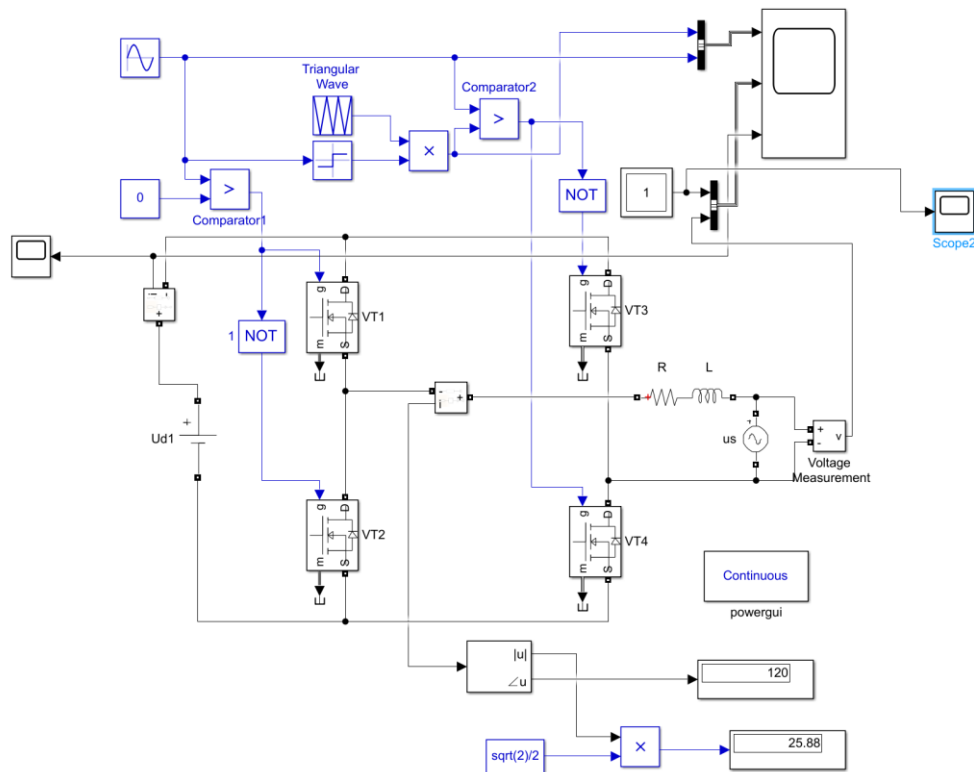 Triangular
Wave
Comparator2
>
×
>
0
Comparator1
NOT
1
Scope2
g
D
m
S
VT1
g
D
m
S
VT3
-
i
+
1
NOT
-
i
+
R
L
+
Ud1
us
+
-
v
Voltage
Measurement
g
D
m
S
VT2
g
D
m
S
VT4
Continuous
powergui
|u|
∠u
120
sqrt(2)/2
×
25.88